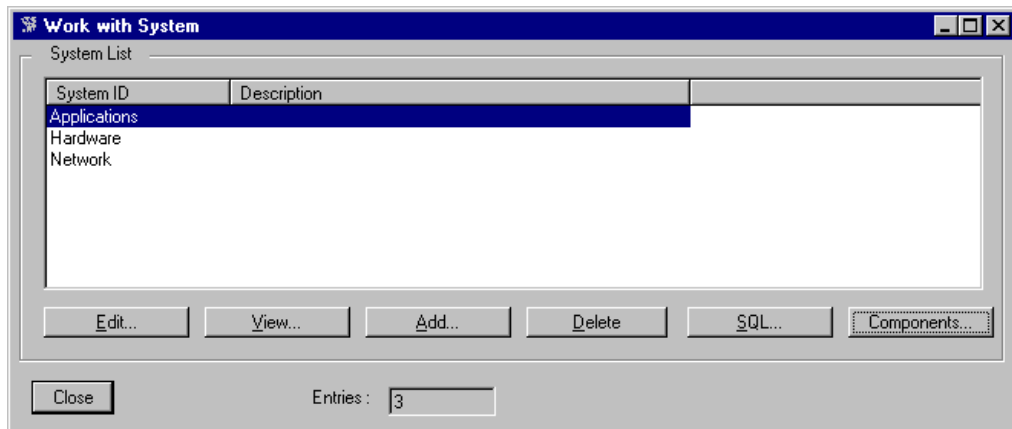 Work with System
System List
System ID Description
Applications
Hardware
Network
Edit... View... Add... Delete SQL... Components...
Close Entries : 3